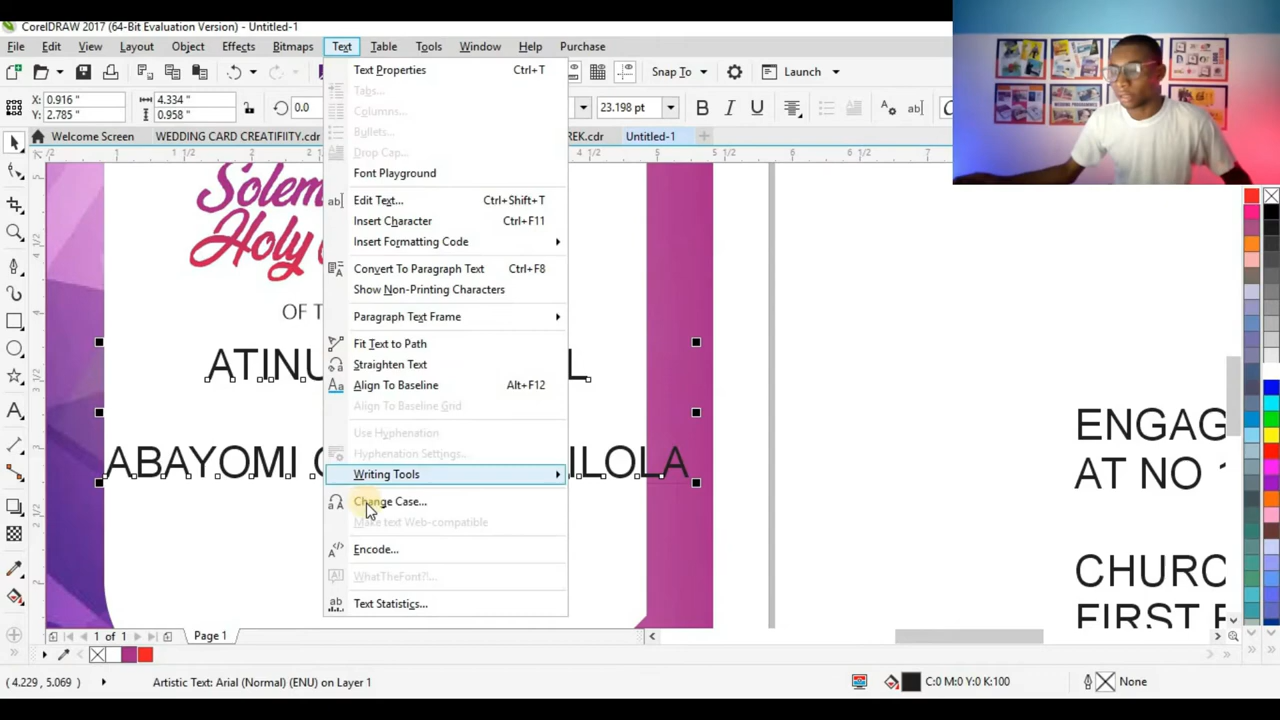 CorelDRAW 2017 (64-Bit Evaluation Version) - Untitled-1
File Edit View Layout Object Effects Bitmaps Text Table Tools Window Help Purchase
Snap To Launch
X: 0.916 " 4.334 " 0.0 23.198 pt
Y: 2.785 " 0.958 "
Welcome Screen WEDDING CARD CREATIFIITY.cdr REK.cdr Untitled-1
Text Properties Ctrl+T
Tabs...
Columns...
Bullets...
Drop Cap...
Font Playground
Edit Text... Ctrl+Shift+T
Insert Character Ctrl+F11
Insert Formatting Code
Convert To Paragraph Text Ctrl+F8
Show Non-Printing Characters
Paragraph Text Frame
Fit Text to Path
Straighten Text
Align To Baseline Alt+F12
Align To Baseline Grid
Use Hyphenation
Hyphenation Settings...
Writing Tools
Change Case...
Make text Web-compatible
Encode...
WhatTheFont?!...
Text Statistics...
Solem
Holy
OF T
ATINU L
ABAYOMI ILOLA
ENGAG
AT NO
CHURC
FIRST
1 of 1 Page 1
( 4.229 , 5.069 ) Artistic Text: Arial (Normal) (ENU) on Layer 1 C:0 M:0 Y:0 K:100 None